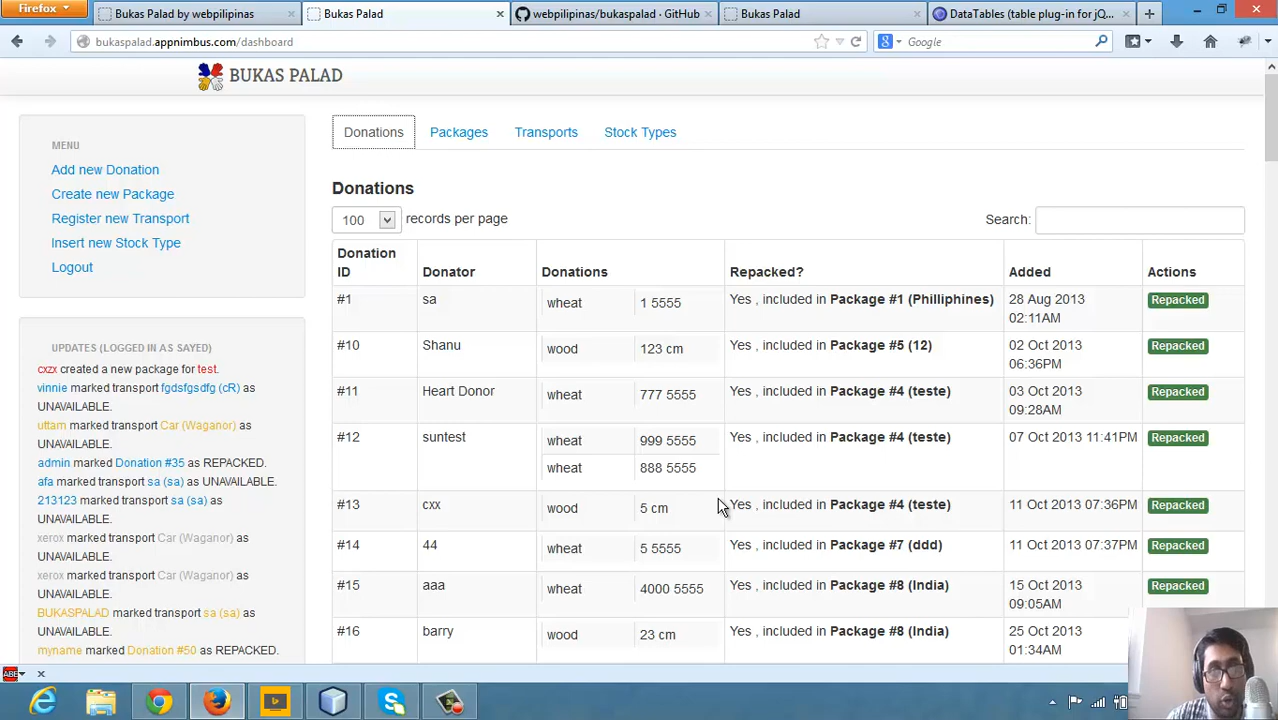 Firefox
Bukas Palad by webpilipinas
Bukas Palad
webpilipinas/bukaspalad · GitHub
Bukas Palad
DataTables (table plug-in for jQ...
bukaspalad.appnimbus.com/dashboard
Google
BUKAS PALAD
MENU
Add new Donation
Create new Package
Register new Transport
Insert new Stock Type
Logout
UPDATES (LOGGED IN AS SAYED)
cxzx created a new package for test.
vinnie marked transport fgdsfgsdfg (cR) as
UNAVAILABLE.
uttam marked transport Car (Waganor) as
UNAVAILABLE.
admin marked Donation #35 as REPACKED.
afa marked transport sa (sa) as UNAVAILABLE.
213123 marked transport sa (sa) as
UNAVAILABLE.
xerox marked transport Car (Waganor) as
UNAVAILABLE.
xerox marked transport Car (Waganor) as
UNAVAILABLE.
BUKASPALAD marked transport sa (sa) as
UNAVAILABLE.
myname marked Donation #50 as REPACKED.
Donations Packages Transports Stock Types
Donations
100 records per page Search:
Donation ID Donator Donations Repacked? Added Actions
#1 sa wheat 1 5555 Yes , included in Package #1 (Philliphines) 28 Aug 2013 02:11AM Repacked
#10 Shanu wood 123 cm Yes , included in Package #5 (12) 02 Oct 2013 06:36PM Repacked
#11 Heart Donor wheat 777 5555 Yes , included in Package #4 (teste) 03 Oct 2013 09:28AM Repacked
#12 suntest wheat 999 5555 Yes , included in Package #4 (teste) 07 Oct 2013 11:41PM Repacked
wheat 888 5555
#13 cxx wood 5 cm Yes , included in Package #4 (teste) 11 Oct 2013 07:36PM Repacked
#14 44 wheat 5 5555 Yes , included in Package #7 (ddd) 11 Oct 2013 07:37PM Repacked
#15 aaa wheat 4000 5555 Yes , included in Package #8 (India) 15 Oct 2013 09:05AM Repacked
#16 barry wood 23 cm Yes , included in Package #8 (India) 25 Oct 2013 01:34AM Repacked
ABP